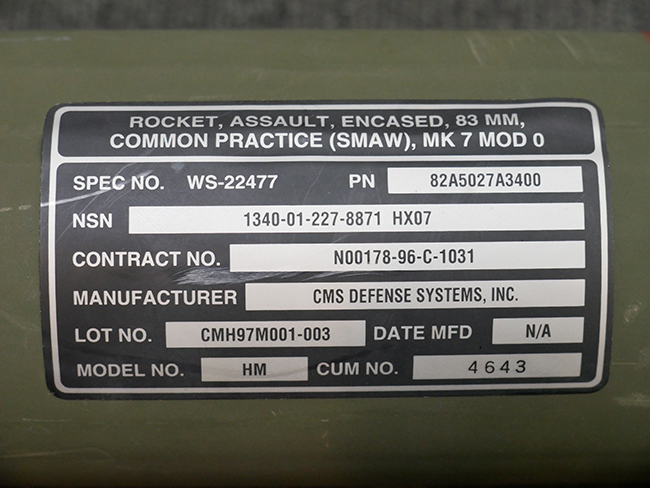 ROCKET, ASSAULT, ENCASED, 83 MM,
COMMON PRACTICE (SMAW), MK 7 MOD 0
SPEC NO. WS-22477 PN 82A5027A3400
NSN 1340-01-227-8871 HX07
CONTRACT NO. N00178-96-C-1031
MANUFACTURER CMS DEFENSE SYSTEMS, INC.
LOT NO. CMH97M001-003 DATE MFD N/A
MODEL NO. HM CUM NO. 4643